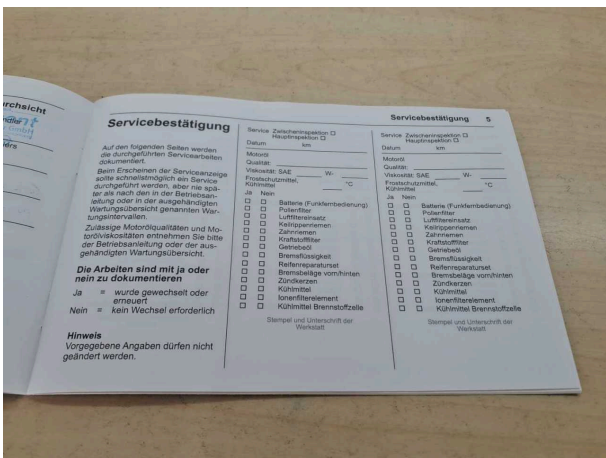 rchsicht
Servicebestätigung 5
Servicebestätigung
Auf den folgenden Seiten werden
die durchgeführten Servicearbeiten
dokumentiert.
Beim Erscheinen der Serviceanzeige
sollte schnellstmöglich ein Service
durchgeführt werden, aber nie spä-
ter als nach den in der Betriebsan-
leitung oder in der ausgehändigten
Wartungsübersicht genannten War-
tungsintervallen.
Zulässige Motorölqualitäten und Mo-
torölviskositäten entnehmen Sie bitte
der Betriebsanleitung oder der aus-
gehändigten Wartungsübersicht.
Die Arbeiten sind mit ja oder
nein zu dokumentieren
Ja = wurde gewechselt oder
erneuert
Nein = kein Wechsel erforderlich
Hinweis
Vorgegebene Angaben dürfen nicht
geändert werden.
Service Zwischeninspektion
Hauptinspektion
Datum km
Motoröl
Qualität:
Viskosität: SAE W-
Frostschutzmittel,
Kühlmittel °C
Ja Nein
Batterie (Funkfernbedienung)
Pollenfilter
Luftfiltereinsatz
Keilrippenriemen
Zahnriemen
Kraftstofffilter
Getriebeöl
Bremsflüssigkeit
Reifenreparaturset
Bremsbeläge vorn/hinten
Zündkerzen
Kühlmittel
Ionenfilterelement
Kühlmittel Brennstoffzelle
Stempel und Unterschrift der
Werkstatt
Service Zwischeninspektion
Hauptinspektion
Datum km
Motoröl
Qualität:
Viskosität: SAE W-
Frostschutzmittel,
Kühlmittel °C
Ja Nein
Batterie (Funkfernbedienung)
Pollenfilter
Luftfiltereinsatz
Keilrippenriemen
Zahnriemen
Kraftstofffilter
Getriebeöl
Bremsflüssigkeit
Reifenreparaturset
Bremsbeläge vorn/hinten
Zündkerzen
Kühlmittel
Ionenfilterelement
Kühlmittel Brennstoffzelle
Stempel und Unterschrift der
Werkstatt